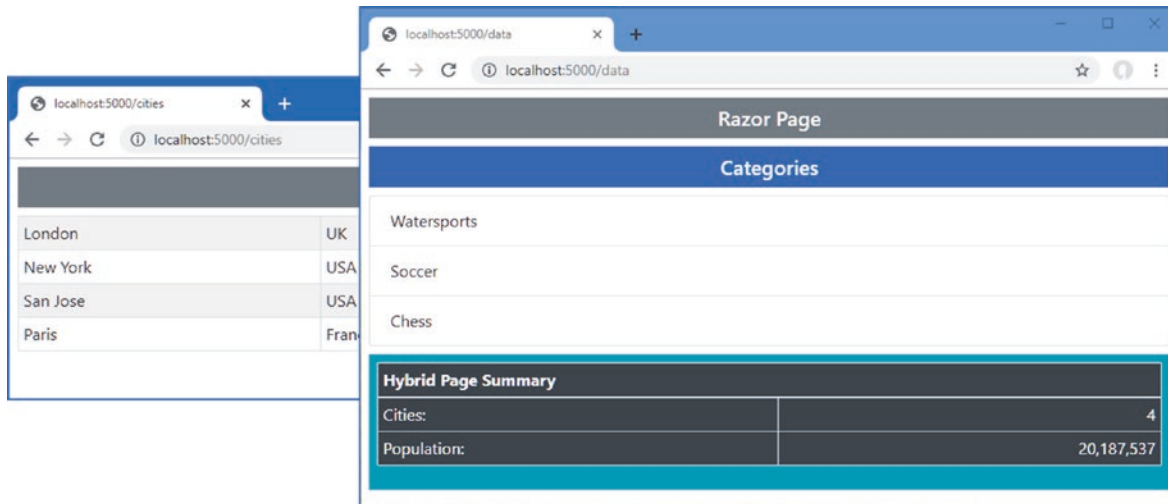 localhost:5000/cities
localhost:5000/cities
London UK
New York USA
San Jose USA
Paris Fran
localhost:5000/data
localhost:5000/data
Razor Page
Categories
Watersports
Soccer
Chess
Hybrid Page Summary
Cities: 4
Population: 20,187,537